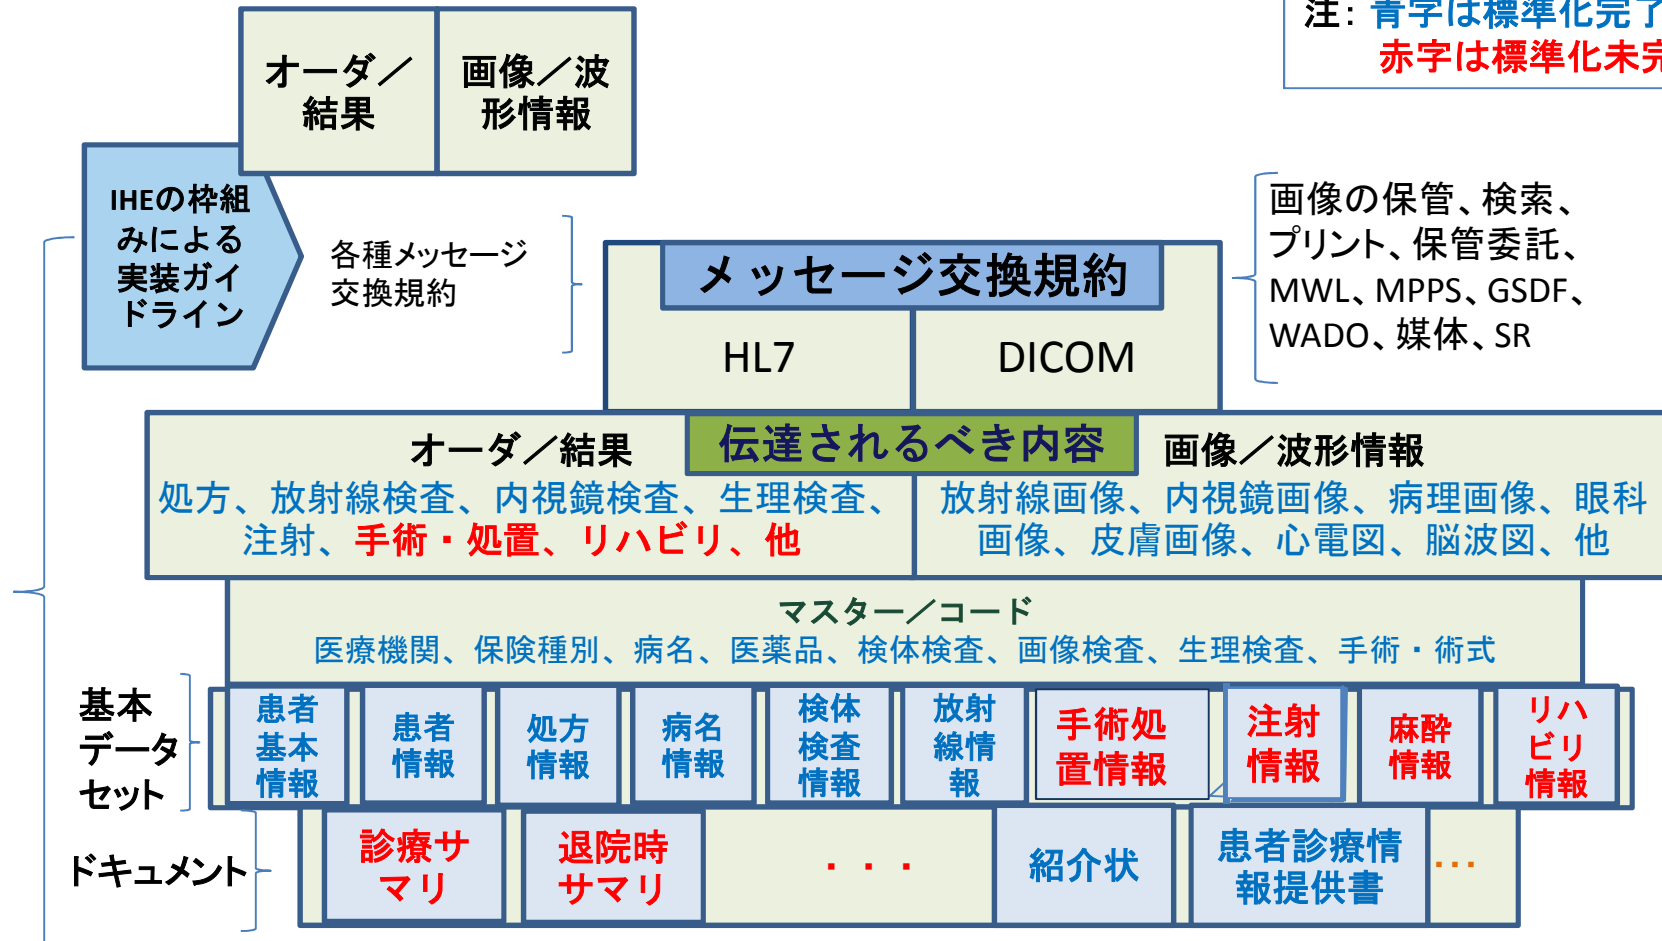 注：青字は標準化完了
赤字は標準化未完
オーダ／
結果
画像／波
形情報
IHEの枠組
みによる
実装ガイ
ドライン
各種メッセージ
交換規約
メッセージ交換規約
HL7
DICOM
画像の保管、検索、
プリント、保管委託、
MWL、MPPS、GSDF、
WADO、媒体、SR
伝達されるべき内容
オーダ／結果
処方、放射線検査、内視鏡検査、生理検査、
注射、手術・処置、リハビリ、他
画像／波形情報
放射線画像、内視鏡画像、病理画像、眼科
画像、皮膚画像、心電図、脳波図、他
マスター／コード
医療機関、保険種別、病名、医薬品、検体検査、画像検査、生理検査、手術・術式
基本
データ
セット
患者
基本
情報
患者
情報
処方
情報
病名
情報
検体
検査
情報
放射
線情
報
手術処
置情報
注射
情報
麻酔
情報
リハ
ビリ
情報
ドキュメント
診療サ
マリ
退院時
サマリ
・・・
紹介状
患者診療情
報提供書
…